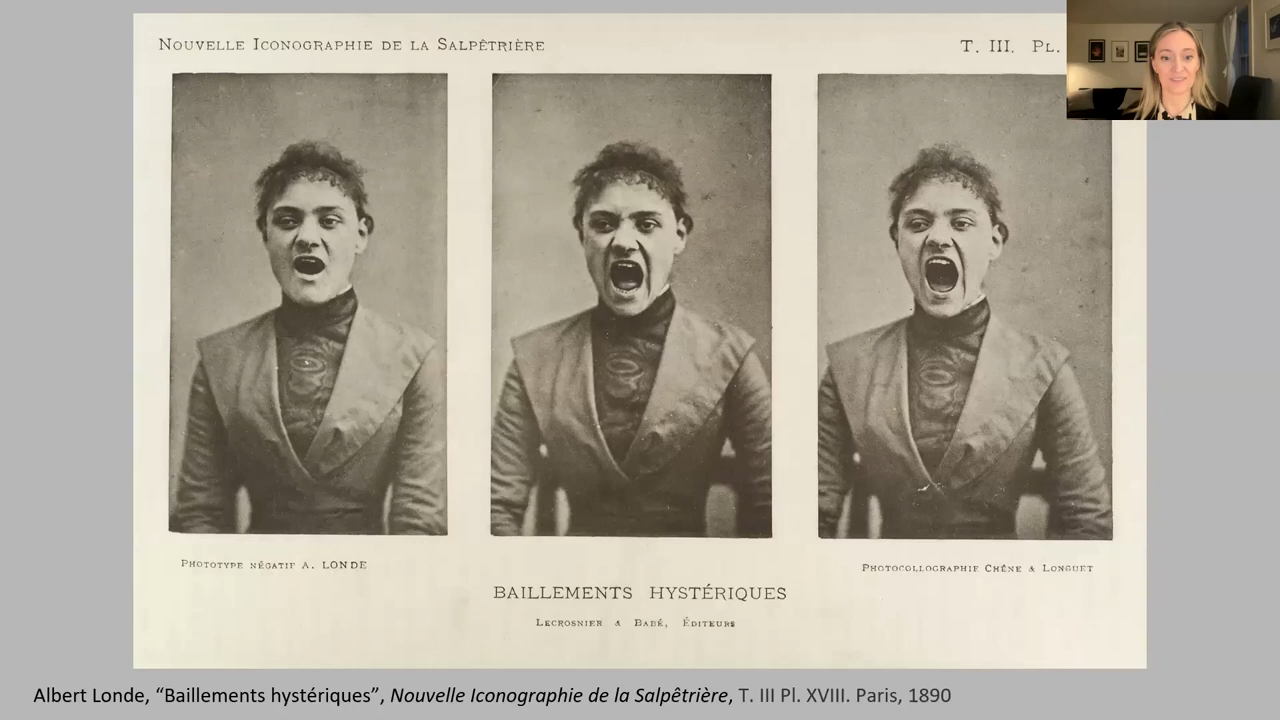 NOUVELLE ICONOGRAPHIE DE LA SALPÊTRIÈRE
T. III. PL.
PHOTOTYPE NÉGATIF A. LONDE
PHOTOCOLLOGRAPHIE CHÊNE & LONGUET
BAILLEMENTS HYSTÉRIQUES
LECROSNIER & BABÉ, ÉDITEURS
Albert Londe, “Baillements hystériques”, Nouvelle Iconographie de la Salpêtrière, T. III Pl. XVIII. Paris, 1890